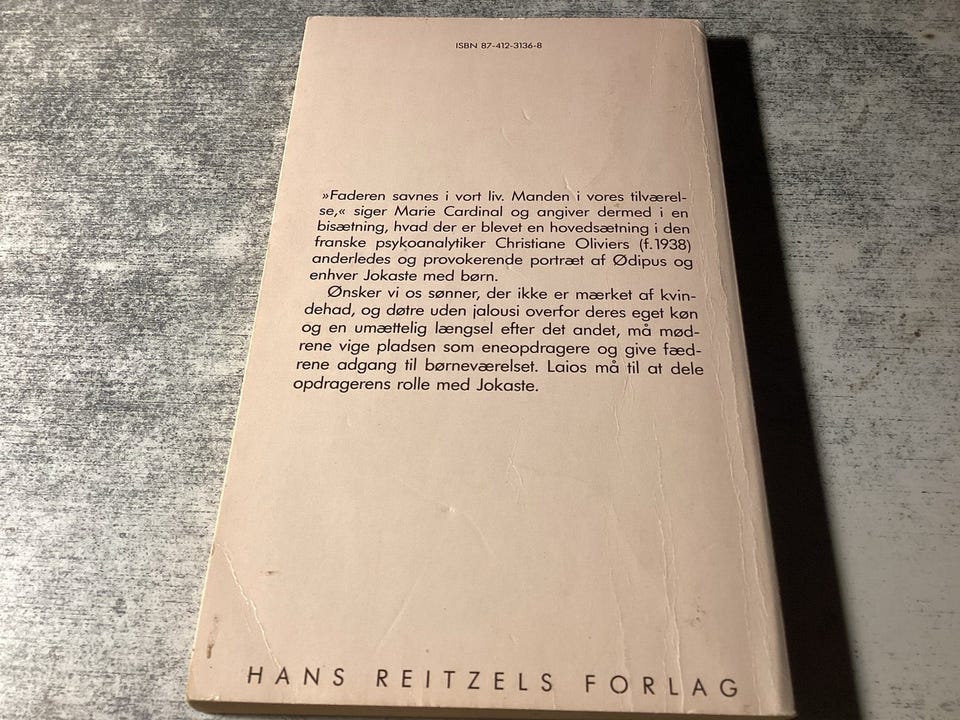 ISBN 87-412-3136-8
»Faderen savnes i vort liv. Manden i vores tilværel-
se,« siger Marie Cardinal og angiver dermed i en
bisætning, hvad der er blevet en hovedsætning i den
franske psykoanalytiker Christiane Oliviers (f.1938)
anderledes og provokerende portræt af Ødipus og
enhver Jokaste med børn.
Ønsker vi os sønner, der ikke er mærket af kvin-
dehad, og døtre uden jalousi overfor deres eget køn
og en umættelig længsel efter det andet, må mød-
rene vige pladsen som eneopdragere og give fæd-
rene adgang til børneværelset. Laios må til at dele
opdragerens rolle med Jokaste.
HANS REITZELS FORLAG